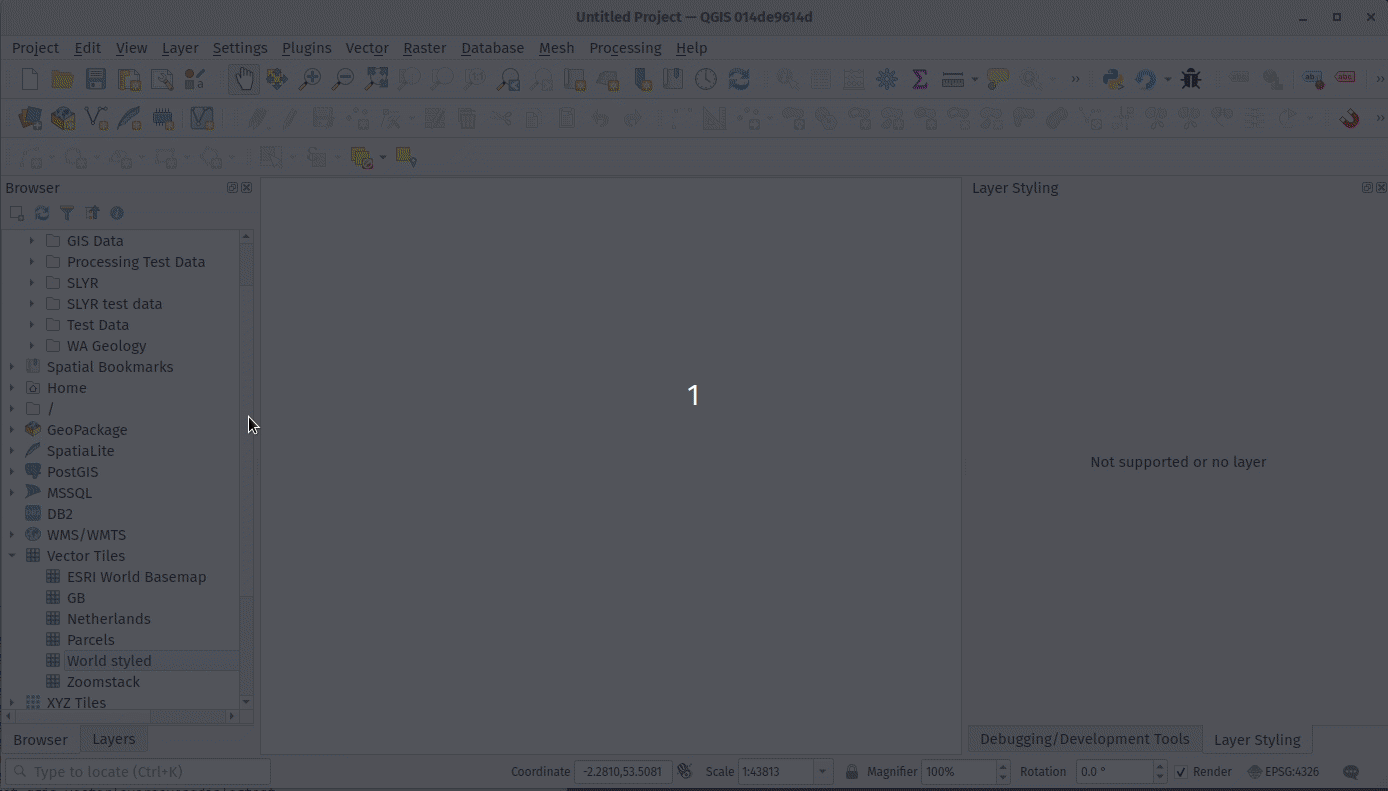 Untitled Project — QGIS 014de9614d
Project Edit View Layer Settings Plugins Vector Raster Database Mesh Processing Help
abc
abc
Browser
Layer Styling
GIS Data
Processing Test Data
SLYR
SLYR test data
Test Data
WA Geology
Spatial Bookmarks
Home
/
GeoPackage
SpatiaLite
PostGIS
MSSQL
DB2
WMS/WMTS
Vector Tiles
ESRI World Basemap
GB
Netherlands
Parcels
World styled
Zoomstack
XYZ Tiles
1
Not supported or no layer
Browser Layers
Debugging/Development Tools Layer Styling
Type to locate (Ctrl+K) Coordinate -2.2810,53.5081 Scale 1:43813 Magnifier 100% Rotation 0.0 ° Render EPSG:4326